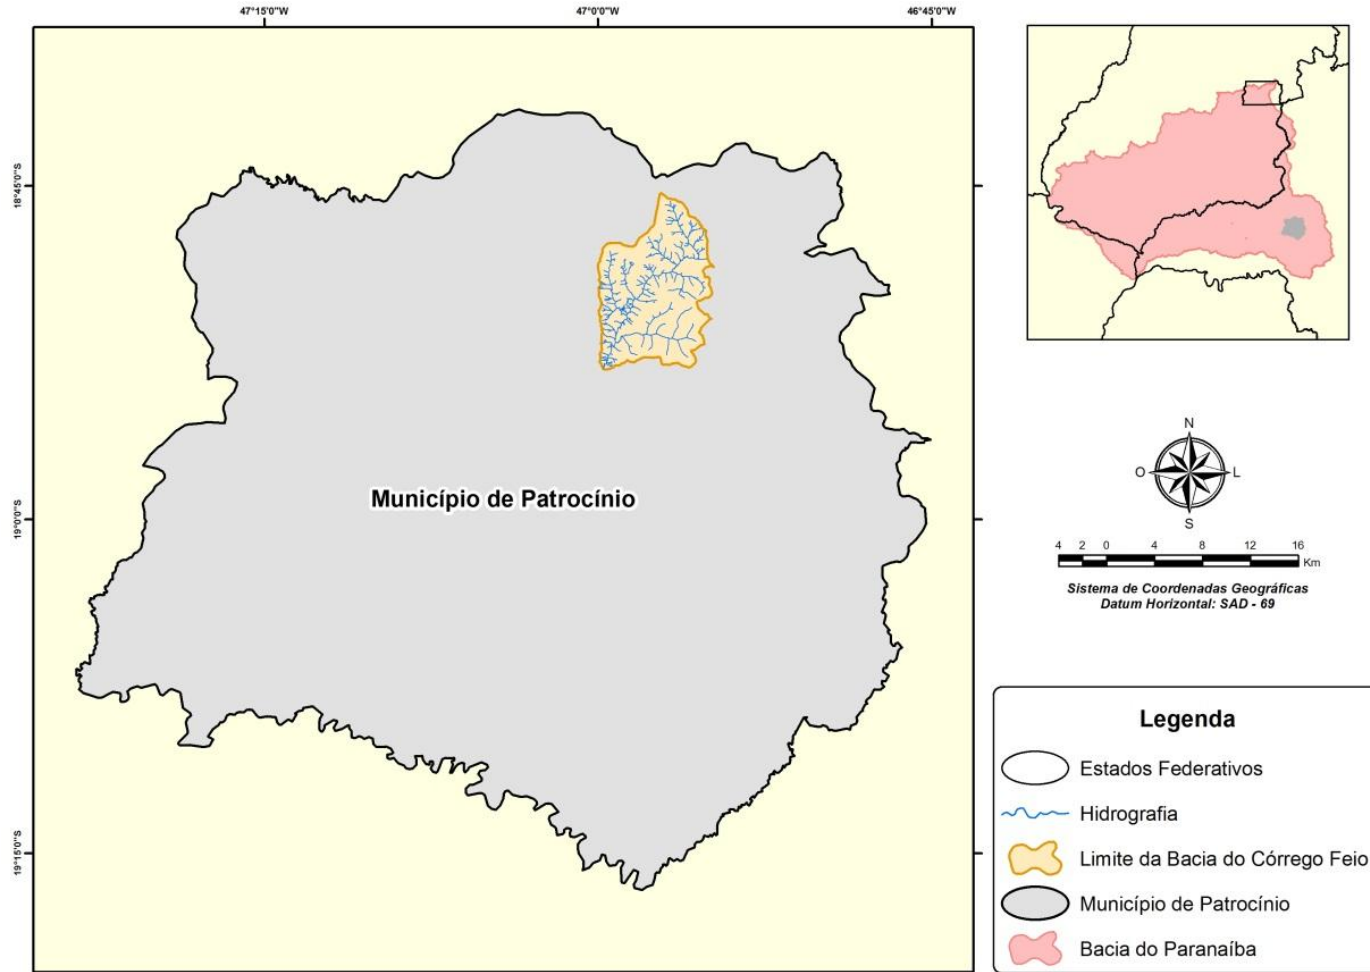 47°15'0"W
47°0'0"W
46°45'0"W
18°45'0"S
19°0'0"S
19°15'0"S
Município de Patrocínio
N
O
L
S
4 2 0 4 8 12 16
Km
Sistema de Coordenadas Geográficas
Datum Horizontal: SAD - 69
Legenda
Estados Federativos
Hidrografia
Limite da Bacia do Córrego Feio
Município de Patrocínio
Bacia do Paranaíba